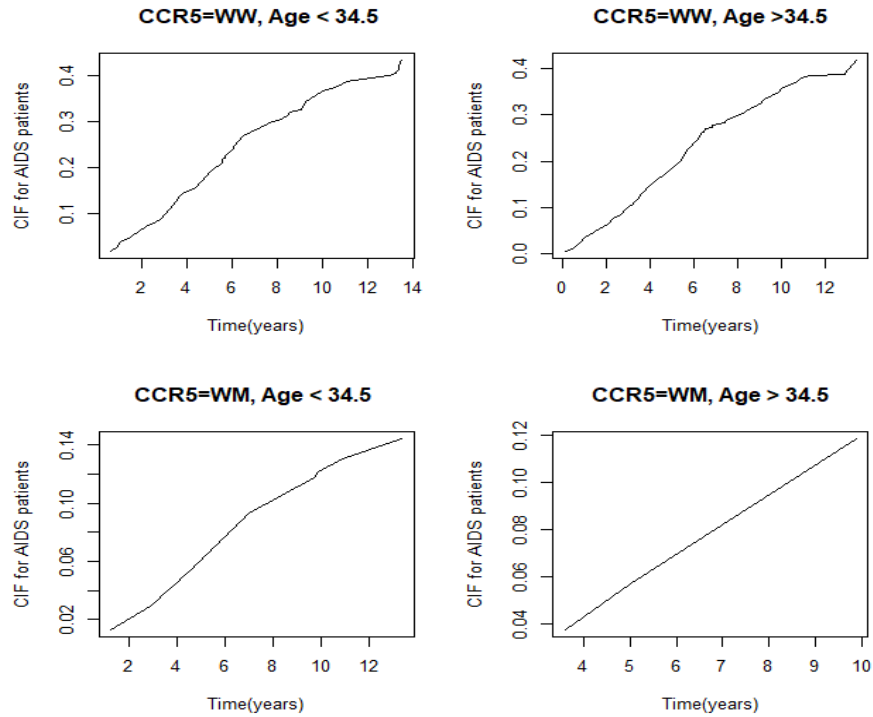 CCR5=WW, Age < 34.5
CIF for AIDS patients
0.1 0.2 0.3 0.4
2 4 6 8 10 12 14
Time(years)
CCR5=WW, Age >34.5
CIF for AIDS patients
0.0 0.1 0.2 0.3 0.4
0 2 4 6 8 10 12
Time(years)
CCR5=WM, Age < 34.5
CIF for AIDS patients
0.02 0.06 0.10 0.14
2 4 6 8 10 12
Time(years)
CCR5=WM, Age > 34.5
CIF for AIDS patients
0.04 0.06 0.08 0.10 0.12
4 5 6 7 8 9 10
Time(years)